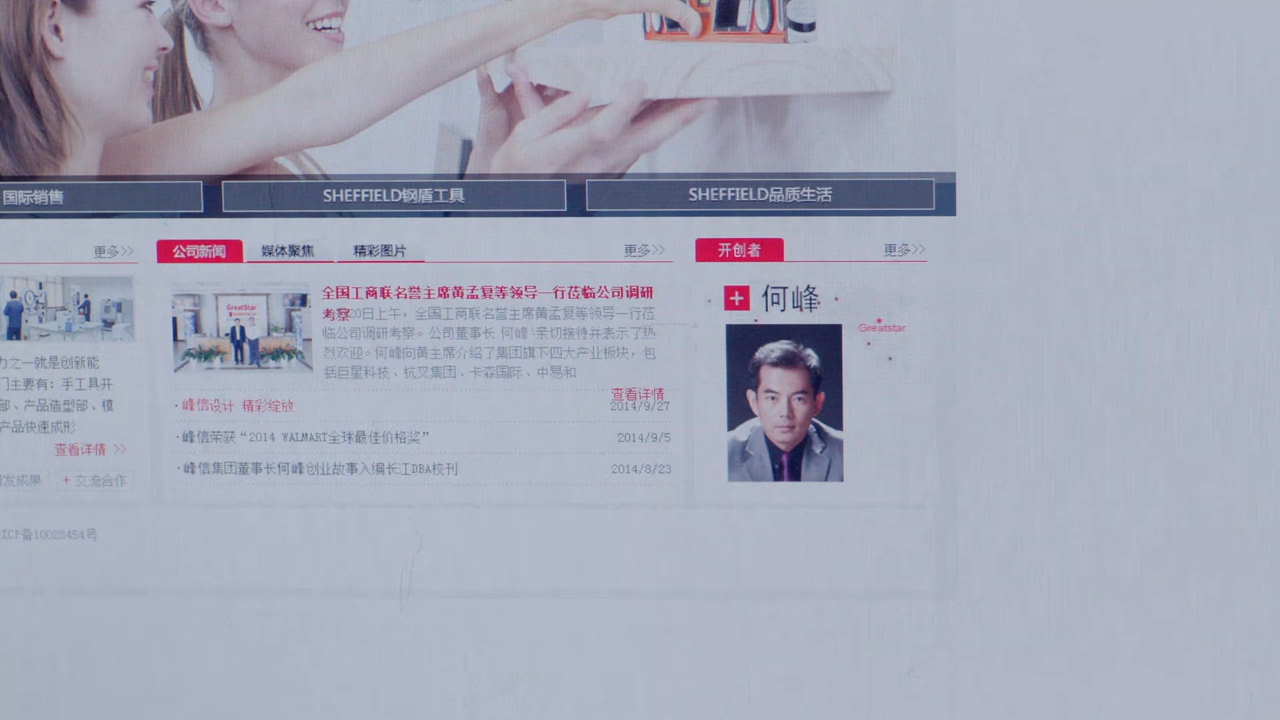 国际销售
SHEFFIELD钢盾工具
SHEFFIELD品质生活
更多>>
公司新闻
媒体聚焦
精彩图片
更多>>
开创者
更多>>
力之一就是创新能
门主要有：手工具开
部、产品造型部、模
产品快速成形
查看详情 >>
发成果
+ 交流合作
ICP备10025454号
GreatStar
全国工商联名誉主席黄孟复等领导一行莅临公司调研
考察
20日上午，全国工商联名誉主席黄孟复等领导一行莅
临公司调研考察。公司董事长 何峰 亲切接待并表示了热
烈欢迎。何峰向黄主席介绍了集团旗下四大产业板块，包
括巨星科技、杭叉集团、卡森国际、中易和
查看详情
·峰信设计 精彩绽放 2014/9/27
·峰信荣获“2014 WALMART全球最佳价格奖” 2014/9/5
·峰信集团董事长何峰创业故事入编长江DBA校刊 2014/8/23
何峰
Greatstar